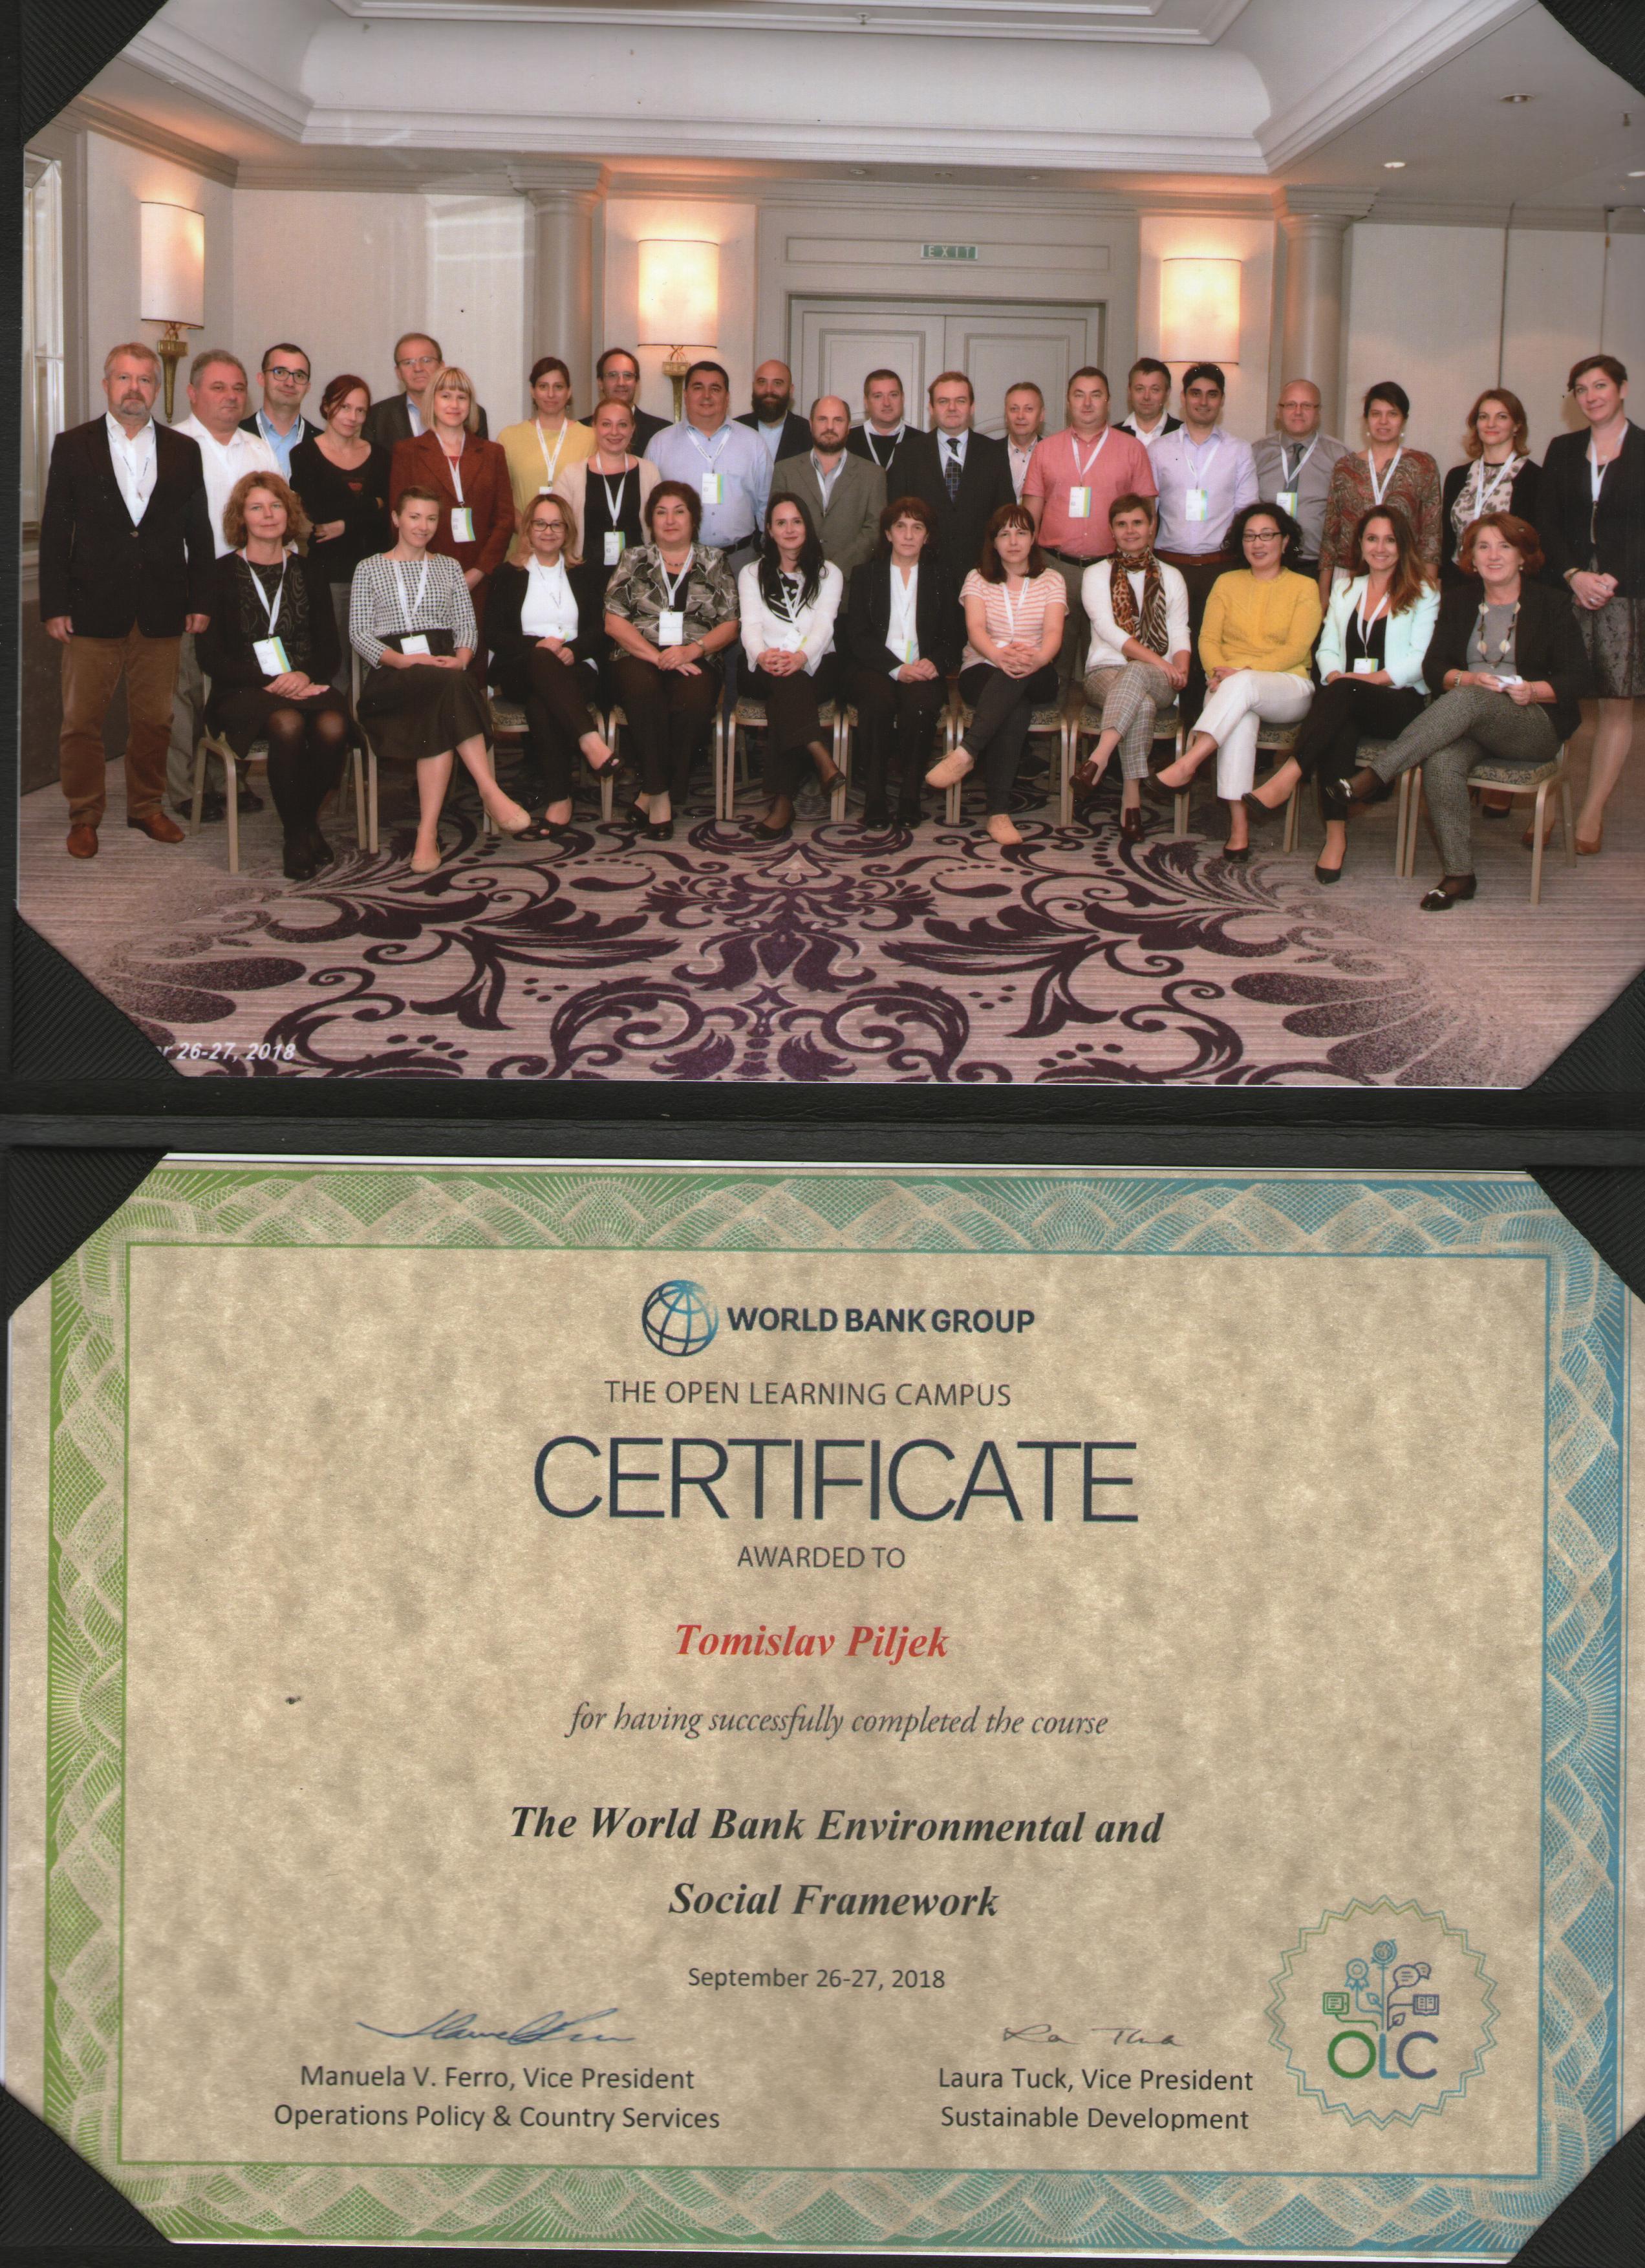 EXIT
26-27, 2018
WORLD BANK GROUP
THE OPEN LEARNING CAMPUS
CERTIFICATE
AWARDED TO
Tomislav Piljek
for having successfully completed the course
The World Bank Environmental and
Social Framework
September 26-27, 2018
Manuela V. Ferro, Vice President
Operations Policy & Country Services
Laura Tuck, Vice President
Sustainable Development
OLC